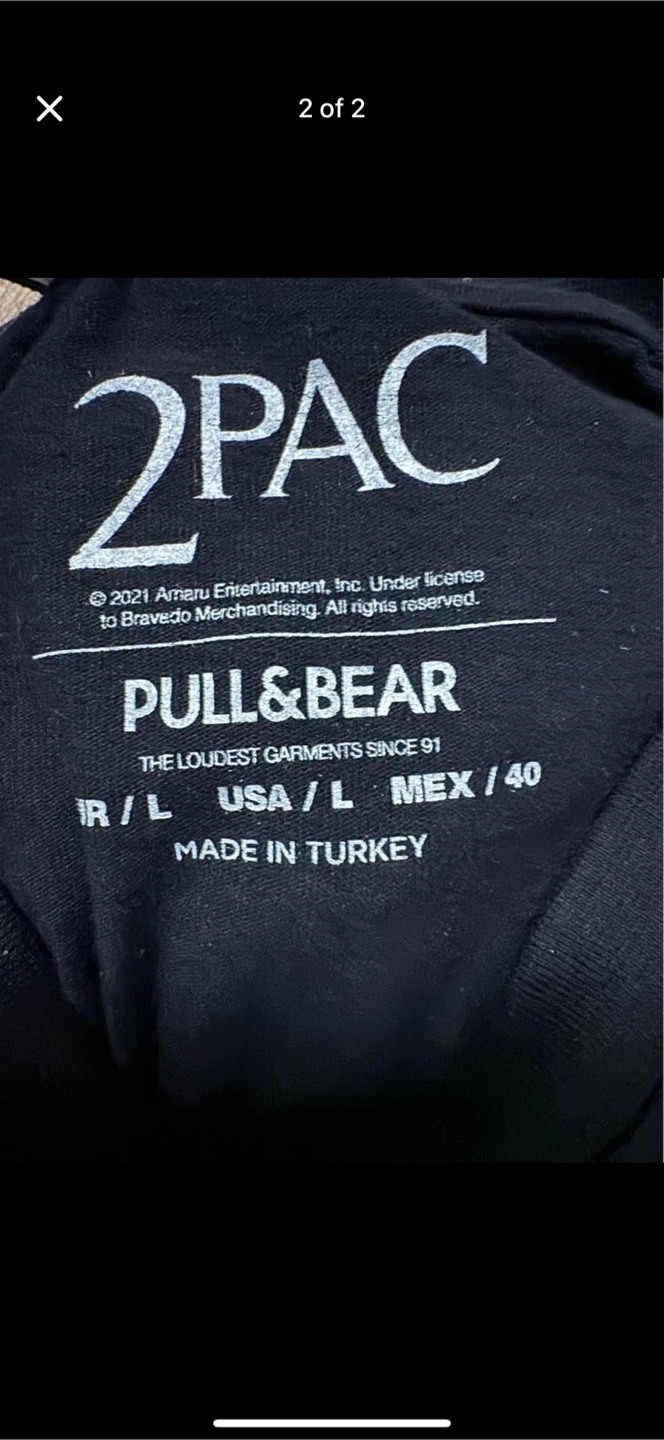 2 of 2
2PAC
© 2021 Amaru Entertainment, Inc. Under license
to Bravado Merchandising. All rights reserved.
PULL&BEAR
THE LOUDEST GARMENTS SINCE 91
R / L USA / L MEX / 40
MADE IN TURKEY